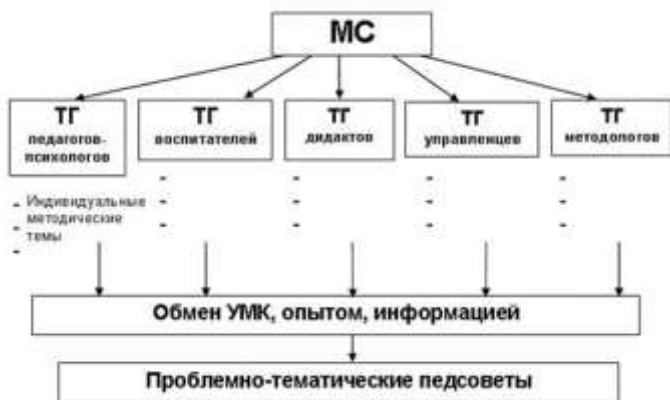 МС
ТГ
педагогов-
психологов
ТГ
воспитателей
ТГ
дидактов
ТГ
управленцев
ТГ
методологов
- Индивидуальные
- методические
- темы
Обмен УМК, опытом, информацией
Проблемно-тематические педсоветы